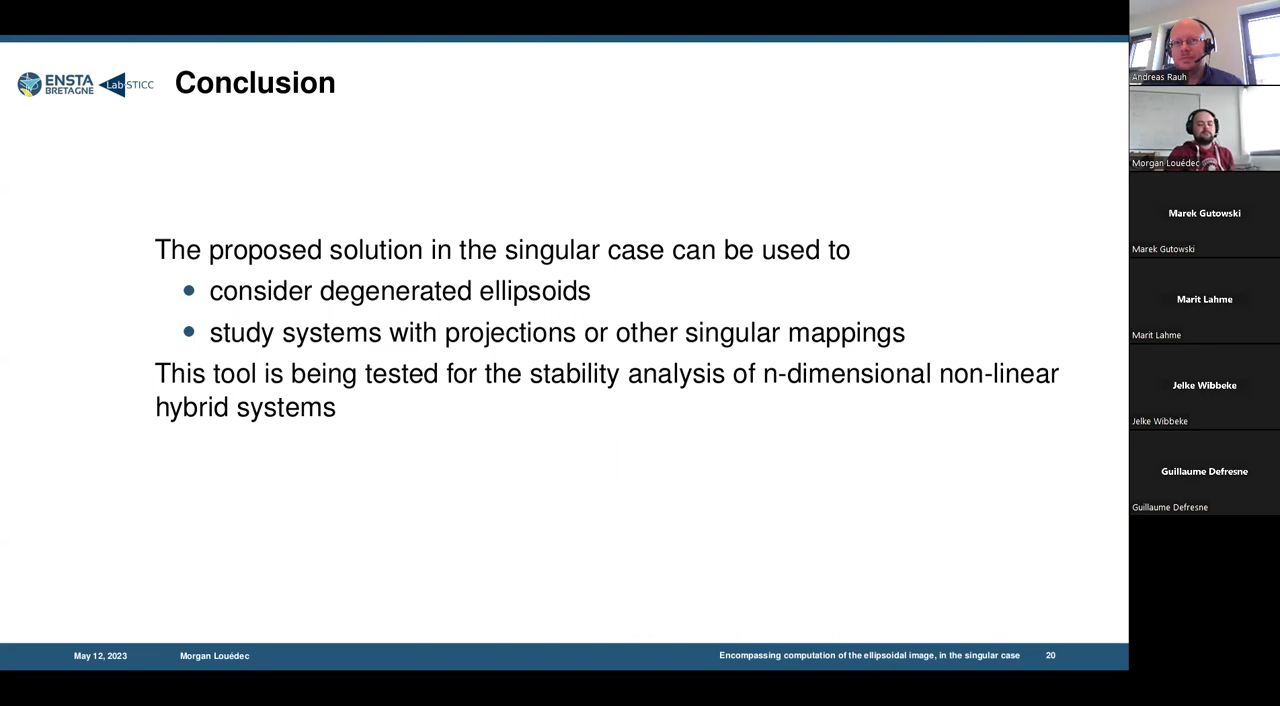 ENSTA
BRETAGNE
Lab-STICC
Conclusion
The proposed solution in the singular case can be used to
consider degenerated ellipsoids
study systems with projections or other singular mappings
This tool is being tested for the stability analysis of n-dimensional non-linear
hybrid systems
May 12, 2023
Morgan Louédec
Encompassing computation of the ellipsoidal image, in the singular case
20
Andreas Rauh
Morgan Louédec
Marek Gutowski
Marek Gutowski
Marit Lahme
Marit Lahme
Jelke Wibbeke
Jelke Wibbeke
Guillaume Defresne
Guillaume Defresne